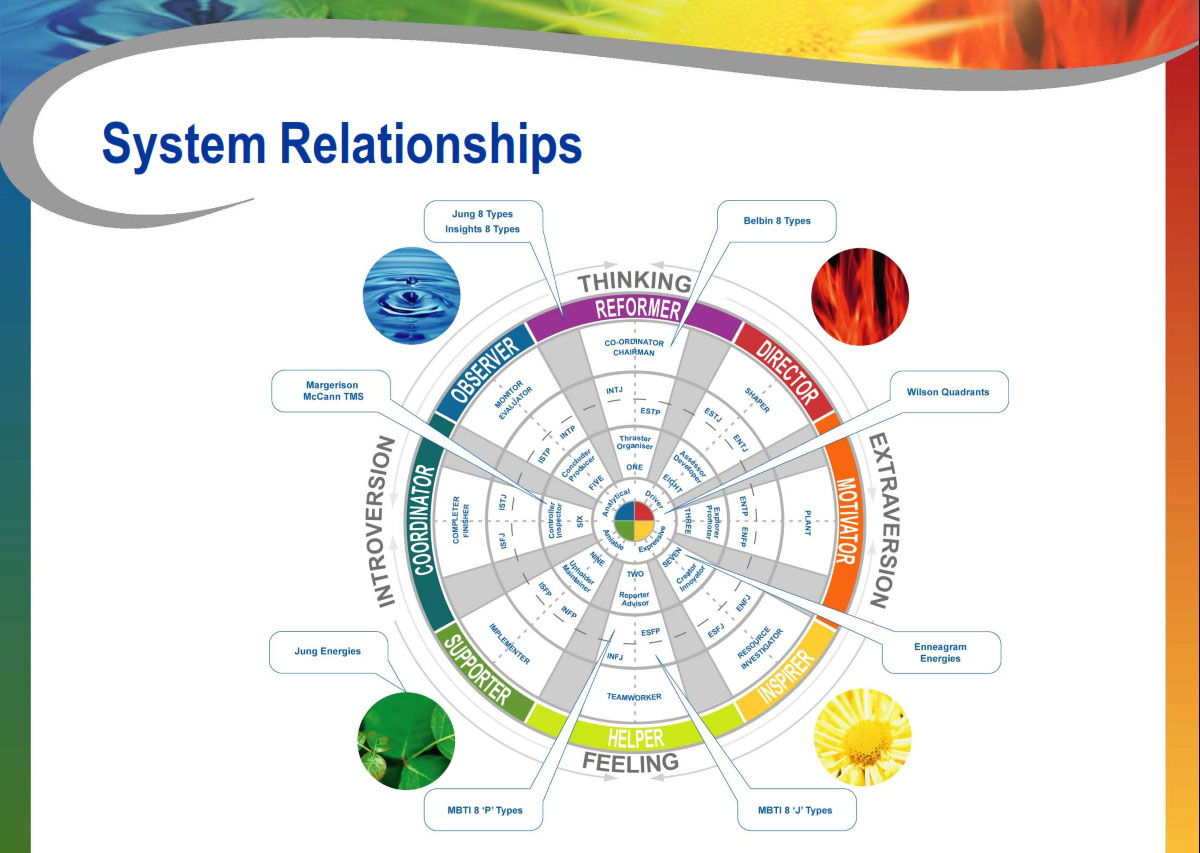 System Relationships
Jung 8 Types
Insights 8 Types
Belbin 8 Types
THINKING
REFORMER
OBSERVER
DIRECTOR
CO-ORDINATOR
CHAIRMAN
MONITOR
EVALUATOR
SHAPER
Margerison
McCann TMS
Wilson Quadrants
INTJ
ESTP
INTP
ISTP
ESTJ
ENTJ
Thruster
Organiser
ONE
Concluder
Producer
FIVE
Assessor
Developer
EIGHT
INTROVERSION
EXTRAVERSION
COORDINATOR
MOTIVATOR
COMPLETER
FINISHER
ISTJ
ISFJ
Controller
Inspector
SIX
Analytical
Driver
Amiable
Expressive
THREE
Explorer
Promoter
ENTP
ENFP
PLANT
NINE
Upholder
Maintainer
TWO
Reporter
Advisor
SEVEN
Creator
Innovator
ISFP
INFP
ESFP
INFJ
ENFJ
ESFJ
IMPLEMENTER
TEAMWORKER
RESOURCE
INVESTIGATOR
SUPPORTER
HELPER
INSPIRER
FEELING
Jung Energies
Enneagram
Energies
MBTI 8 ‘P’ Types
MBTI 8 ‘J’ Types